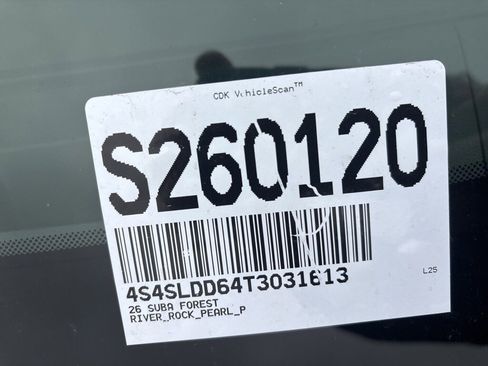 CDK VehicleScan™
S260120
4S4SLDD64T3031613
L25
26 SUBA FOREST
RIVER_ROCK_PEARL_P